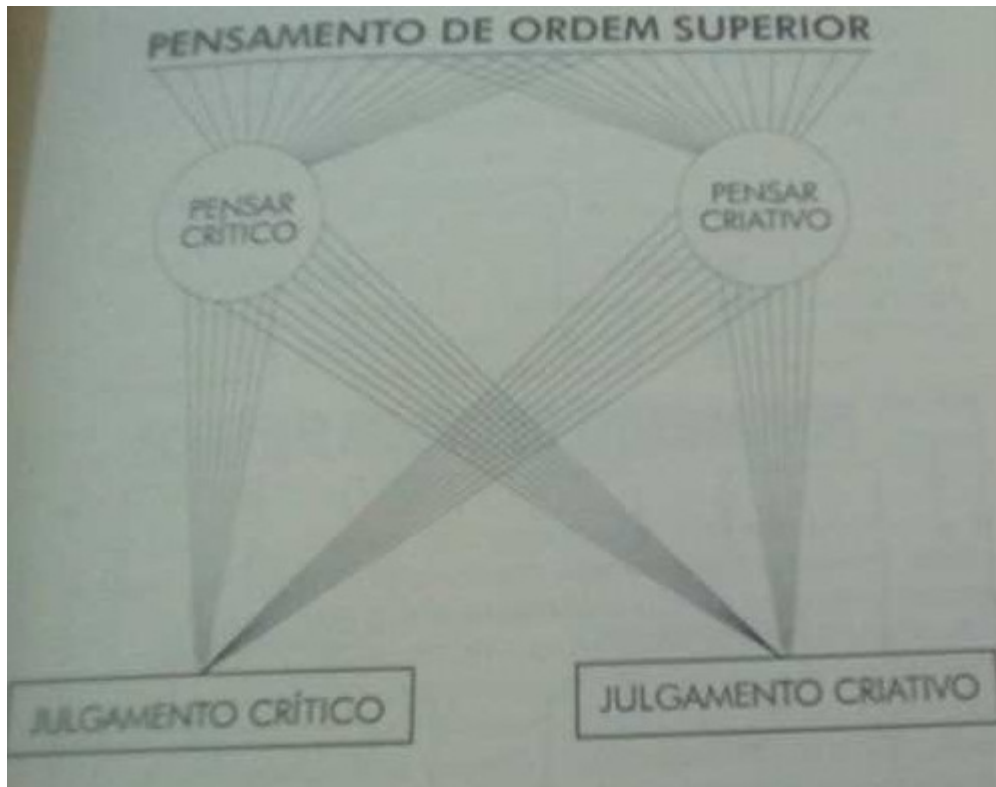 PENSAMENTO DE ORDEM SUPERIOR
PENSAR
CRÍTICO
PENSAR
CRIATIVO
JULGAMENTO CRÍTICO
JULGAMENTO CRIATIVO